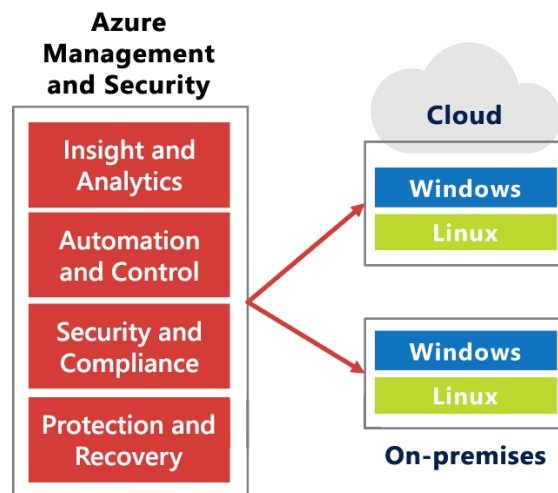 Azure
Management
and Security
Insight and
Analytics
Automation
and Control
Security and
Compliance
Protection and
Recovery
Cloud
Windows
Linux
Windows
Linux
On-premises